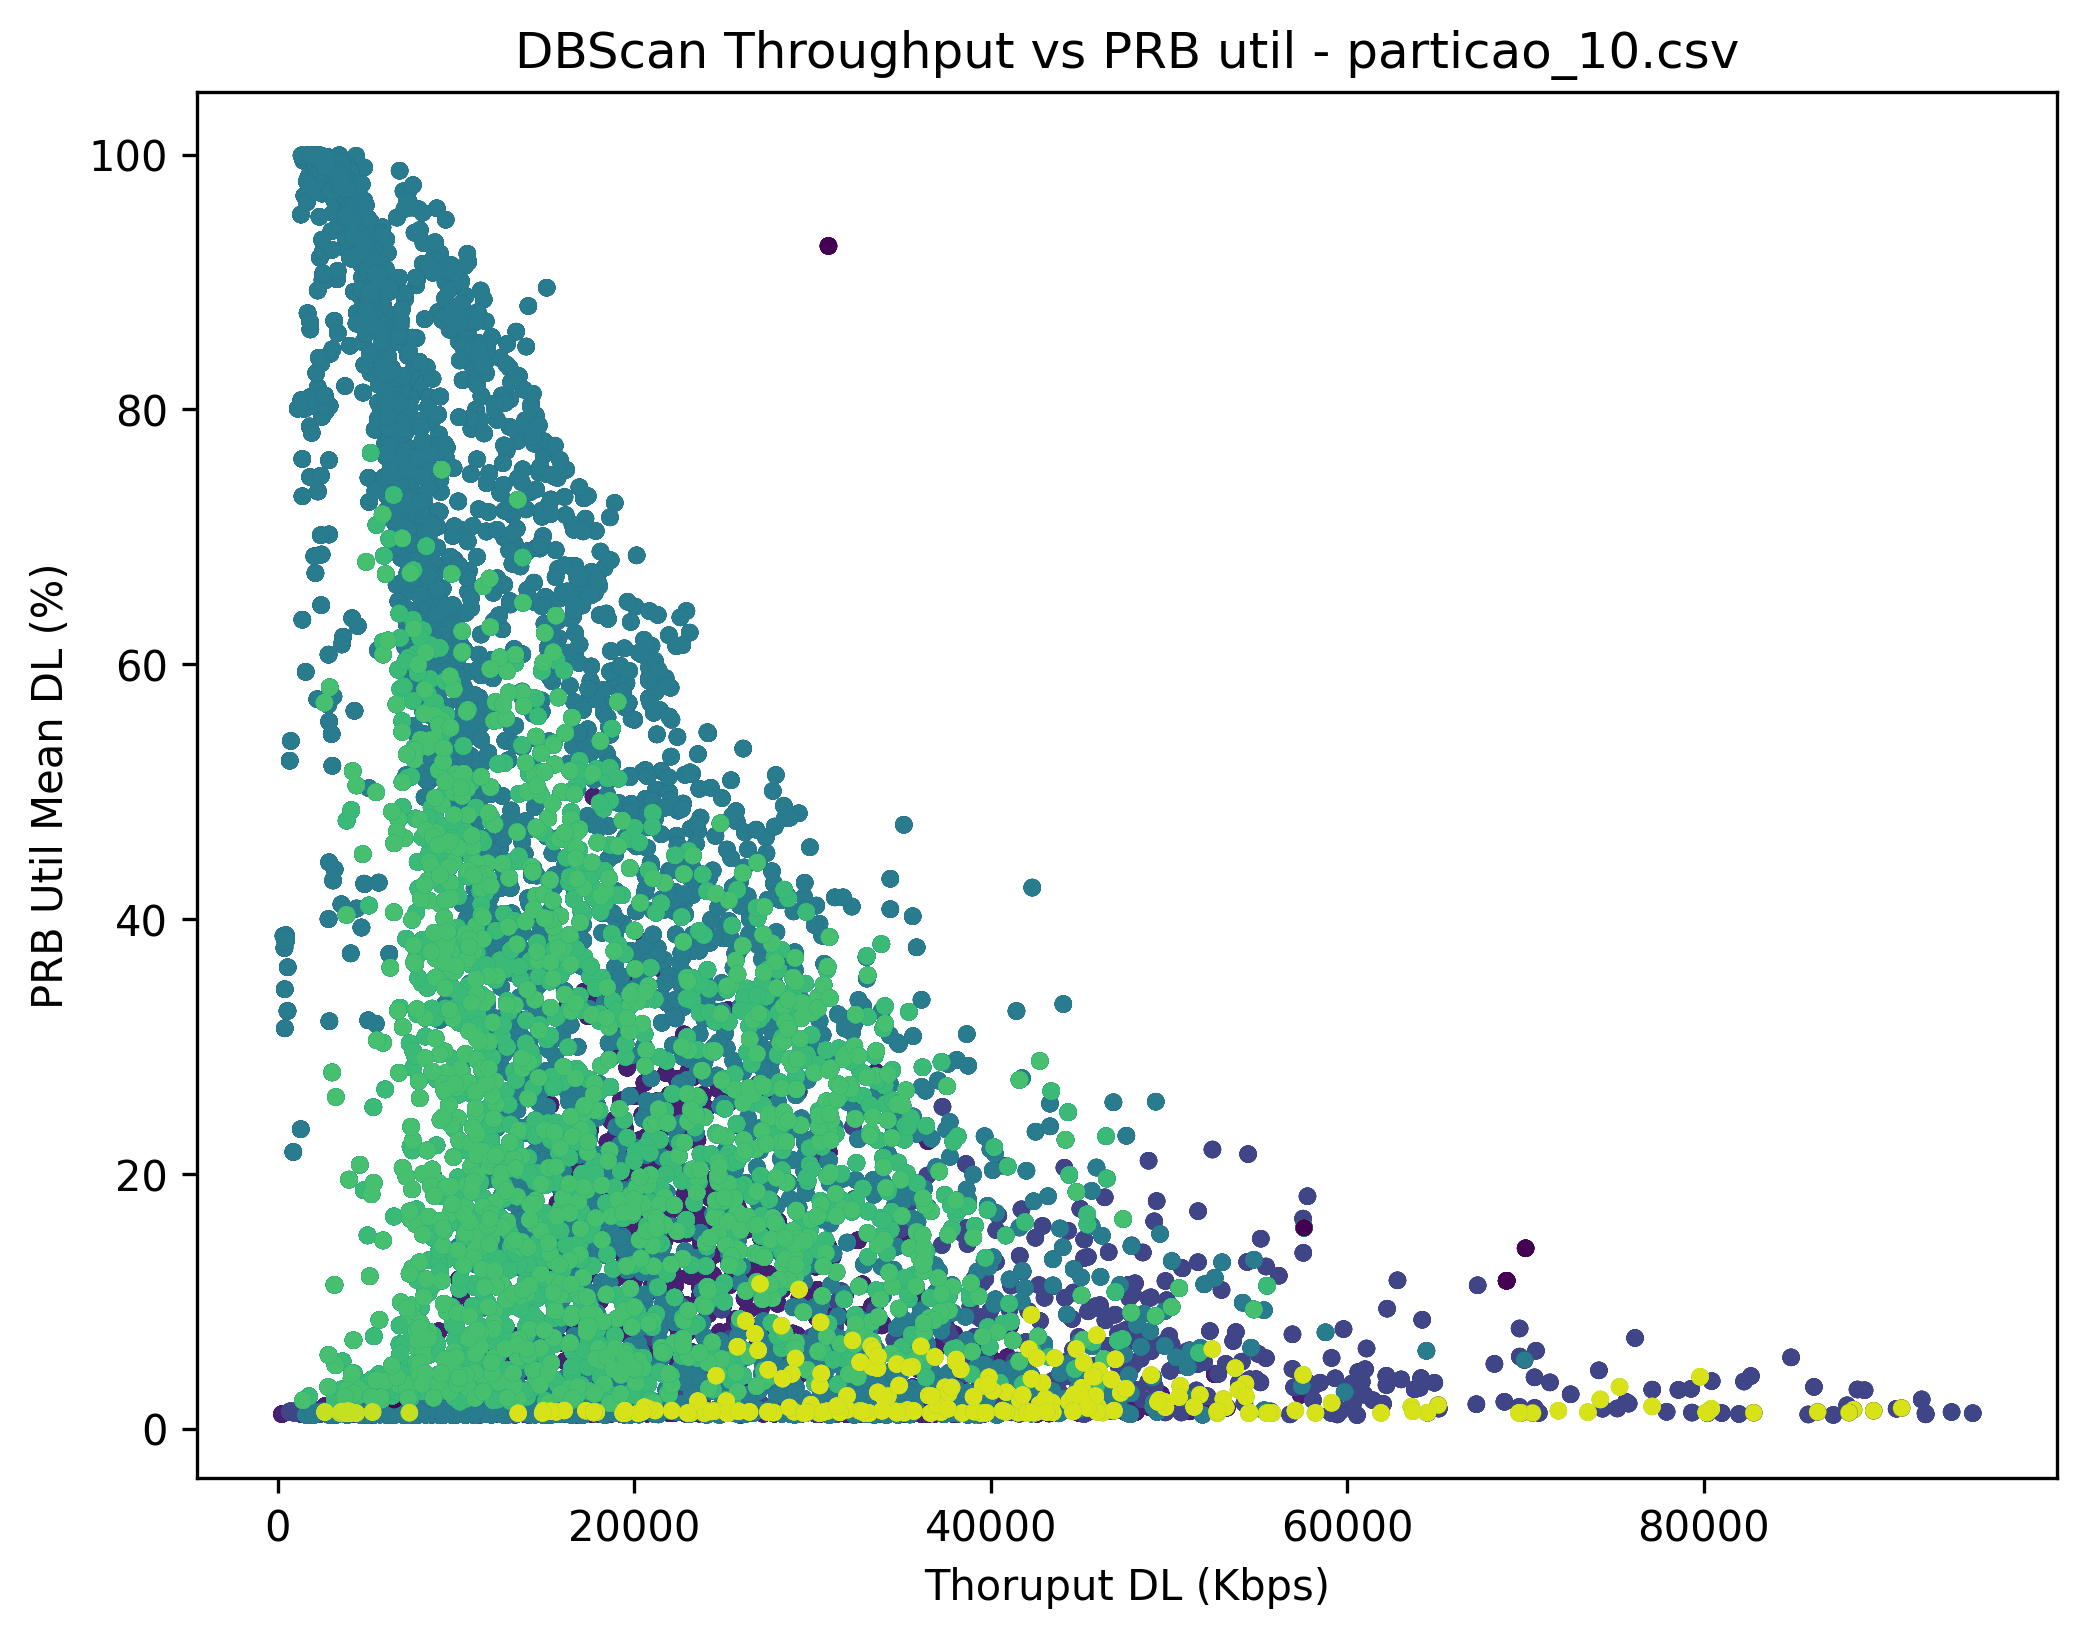 DBScan Throughput vs PRB util - particao_10.csv
PRB Util Mean DL (%)
100
80
60
40
20
0
0 20000 40000 60000 80000
Thoruput DL (Kbps)